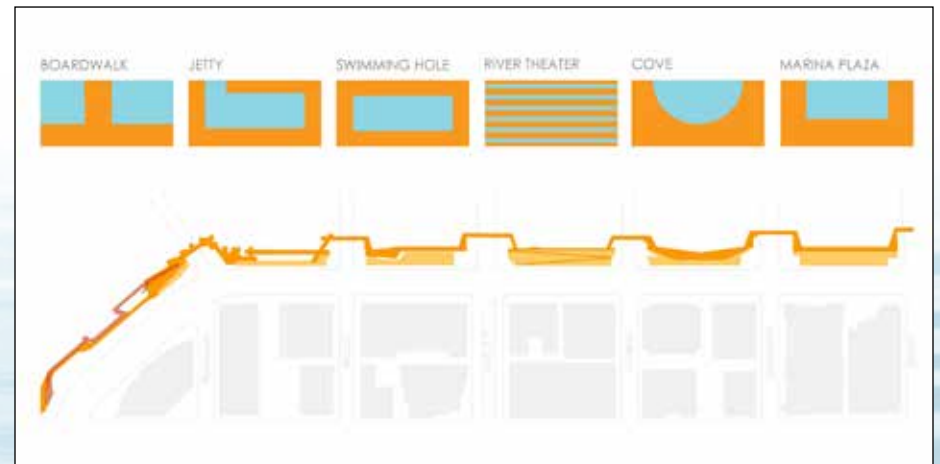 BOARDWALK
JETTY
SWIMMING HOLE
RIVER THEATER
COVE
MARINA PLAZA